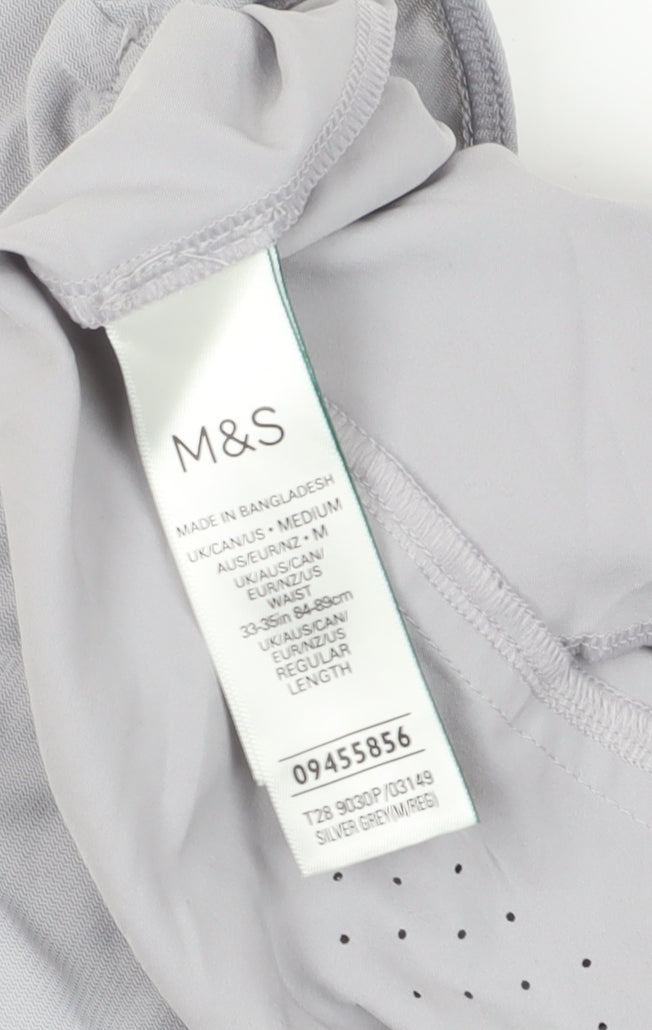 M&S
MADE IN BANGLADESH
UK/CAN/US • MEDIUM
AUS/EUR/NZ • M
UK/AUS/CAN/
EUR/NZ/US
WAIST
33-35in 84-89cm
UK/AUS/CAN/
EUR/NZ/US
REGULAR
LENGTH
09455856
T28 9030P/03149
SILVER GREY(M/REG)